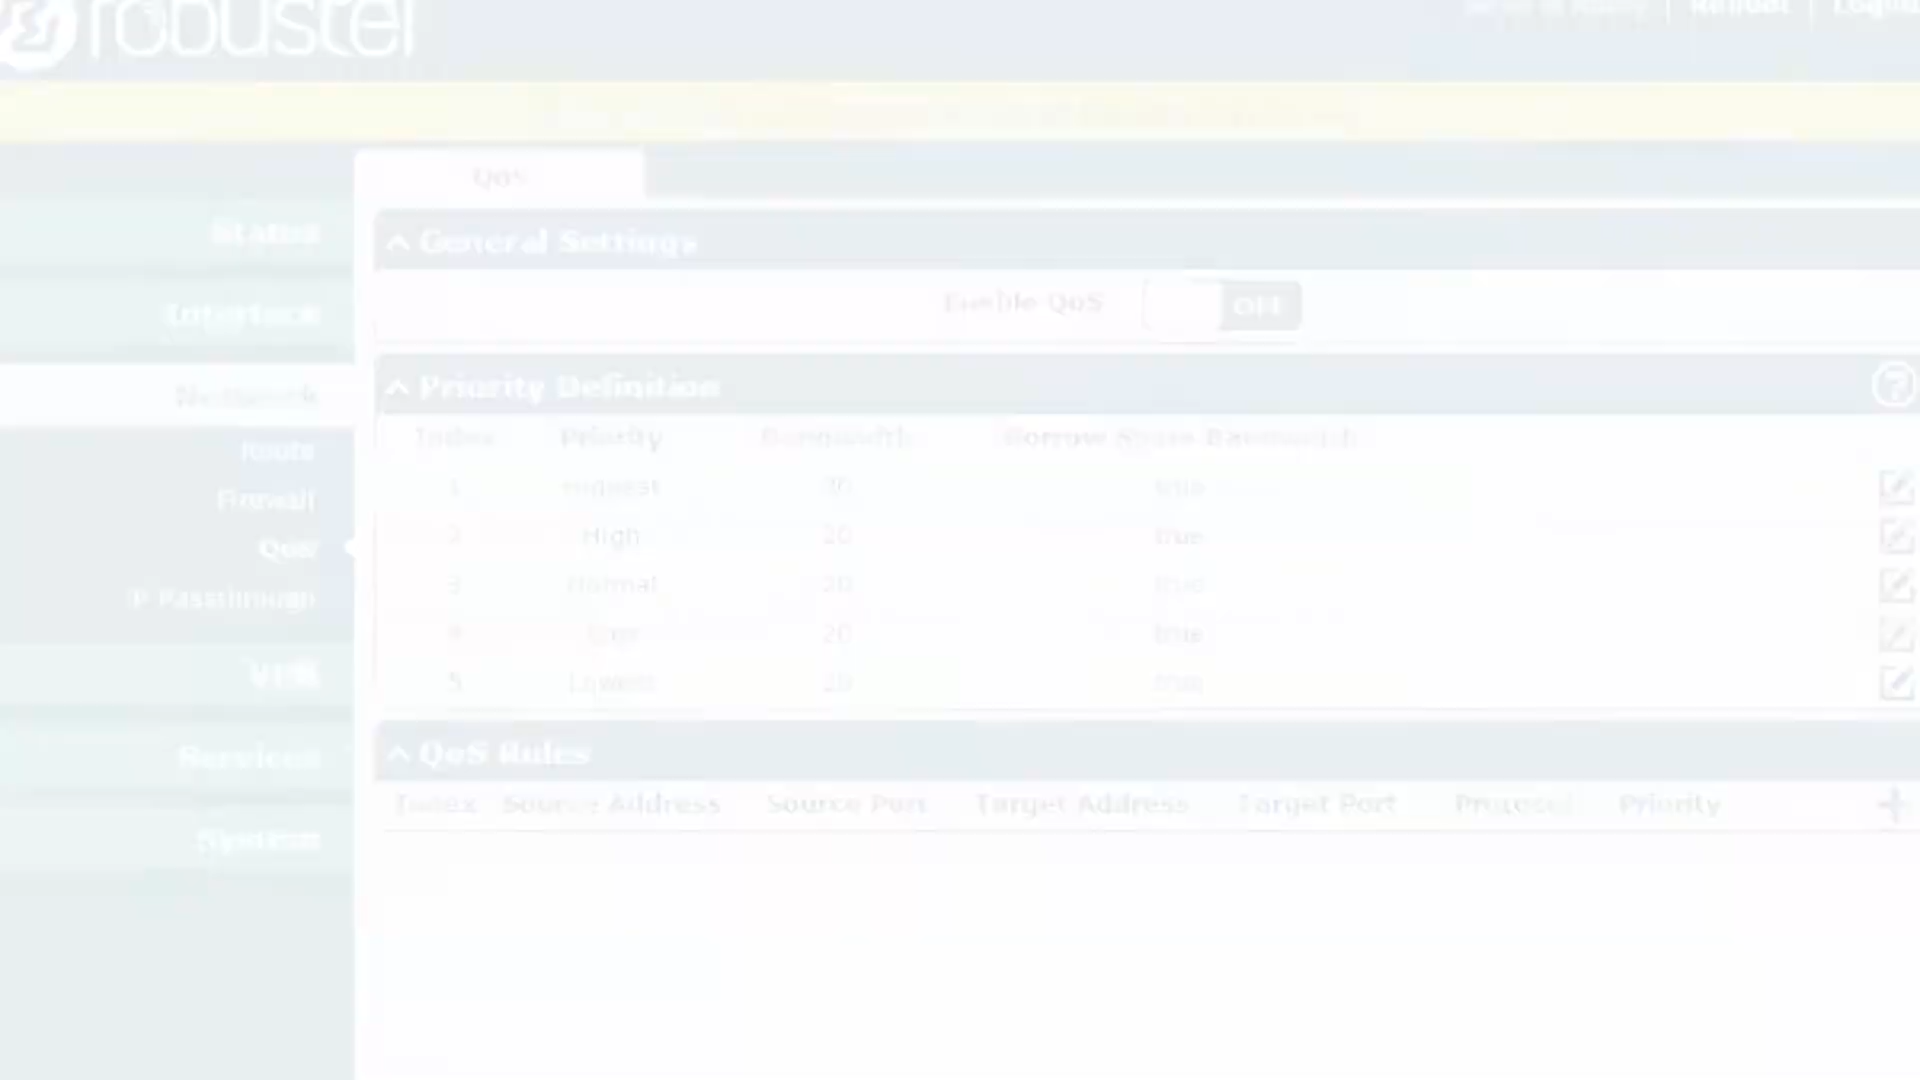 robustel
Reboot | Logout
QoS
Status
General Settings
Interface
Enable QoS OFF
Network
Priority Definition
Index Priority Bandwidth Borrow Spare Bandwidth
Route
1 Highest true
Firewall
2 High 20 true
QoS
3 Normal 20 true
IP Passthrough
4 Low 20 true
VPN
5 Lowest 20 true
Services
QoS Rules
Index Source Address Source Port Target Address Target Port Protocol Priority
System